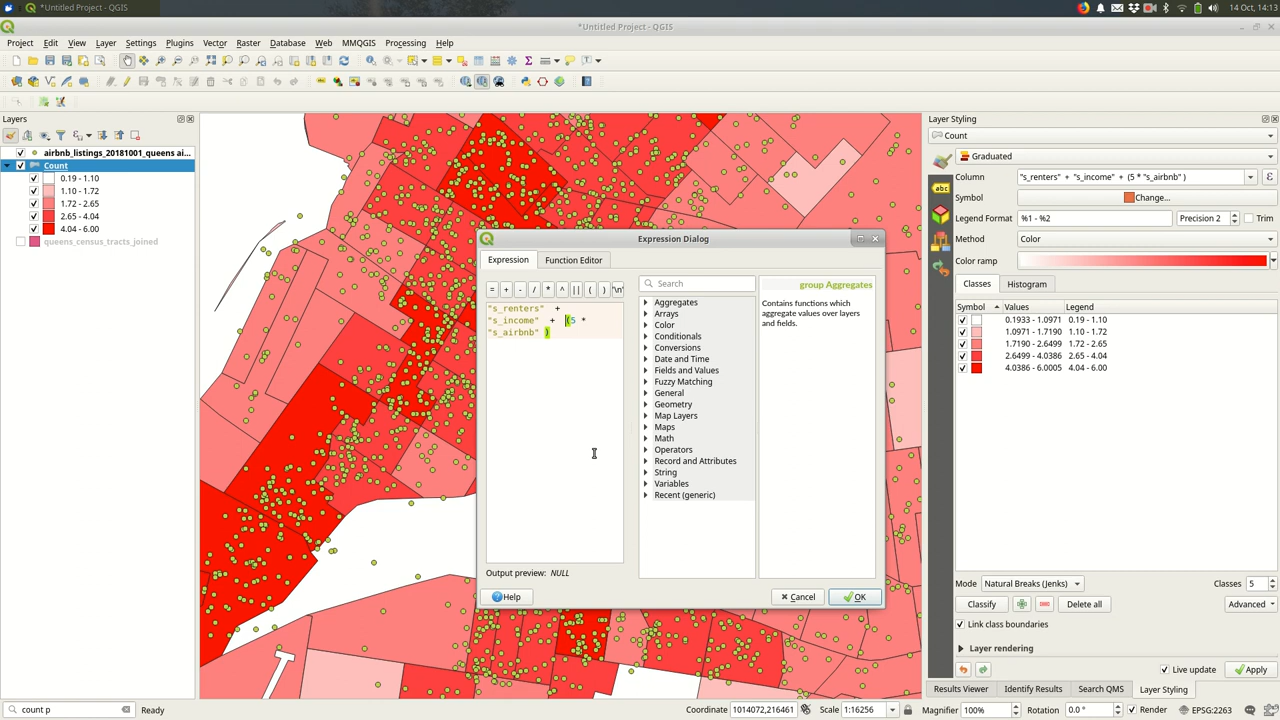 *Untitled Project - QGIS
14 Oct, 14:13
*Untitled Project - QGIS
Project Edit View Layer Settings Plugins Vector Raster Database Web MMQGIS Processing Help
Layers
airbnb_listings_20181001_queens ai...
Count
0.19 - 1.10
1.10 - 1.72
1.72 - 2.65
2.65 - 4.04
4.04 - 6.00
queens_census_tracts_joined
Expression Dialog
Expression Function Editor
= + - / * ^ || ( ) '\n'
"s_renters" +
"s_income" + (5 *
"s_airbnb" )
Output preview: NULL
Help
Search
Aggregates
Arrays
Color
Conditionals
Conversions
Date and Time
Fields and Values
Fuzzy Matching
General
Geometry
Map Layers
Maps
Math
Operators
Record and Attributes
String
Variables
Recent (generic)
group Aggregates
Contains functions which
aggregate values over layers
and fields.
Cancel OK
Layer Styling
Count
Graduated
Column "s_renters" + "s_income" + (5 * "s_airbnb" ) ε
Symbol Change...
Legend Format %1 - %2 Precision 2 Trim
Method Color
Color ramp
Classes Histogram
Symbol Values Legend
0.1933 - 1.0971 0.19 - 1.10
1.0971 - 1.7190 1.10 - 1.72
1.7190 - 2.6499 1.72 - 2.65
2.6499 - 4.0386 2.65 - 4.04
4.0386 - 6.0005 4.04 - 6.00
Mode Natural Breaks (Jenks) Classes 5
Classify Delete all Advanced
Link class boundaries
Layer rendering
Live update Apply
Results Viewer Identify Results Search QMS Layer Styling
count p Ready Coordinate 1014072,216461 Scale 1:16256 Magnifier 100% Rotation 0.0 ° Render EPSG:2263